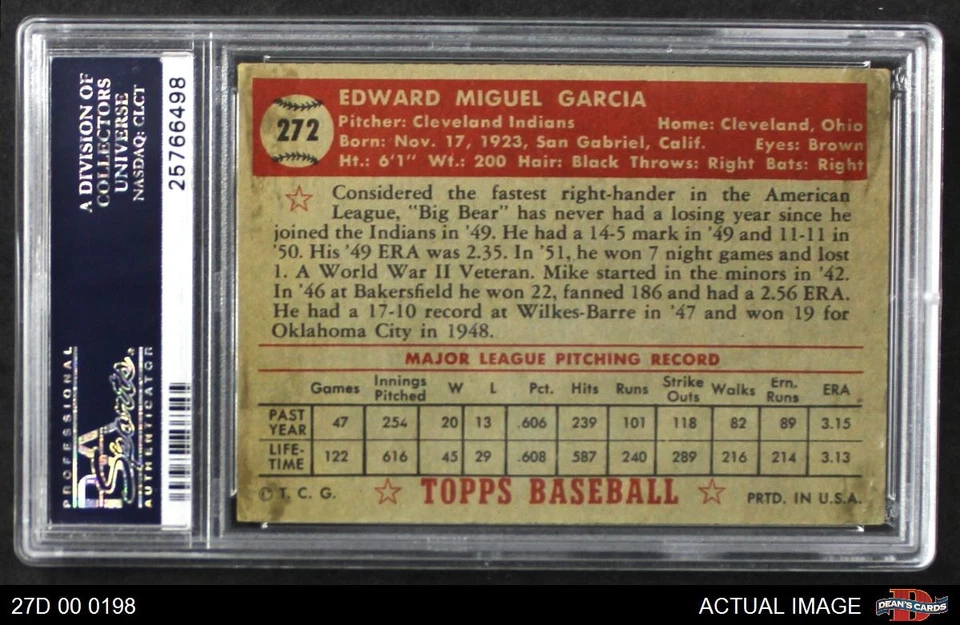 A DIVISION OF
COLLECTORS
UNIVERSE
NASDAQ: CLCT
25766498
PROFESSIONAL
PSA
Sports
AUTHENTICATOR
272
EDWARD MIGUEL GARCIA
Pitcher: Cleveland Indians Home: Cleveland, Ohio
Born: Nov. 17, 1923, San Gabriel, Calif. Eyes: Brown
Ht.: 6'1" Wt.: 200 Hair: Black Throws: Right Bats: Right
Considered the fastest right-hander in the American
League, "Big Bear" has never had a losing year since he
joined the Indians in '49. He had a 14-5 mark in '49 and 11-11 in
'50. His '49 ERA was 2.35. In '51, he won 7 night games and lost
1. A World War II Veteran. Mike started in the minors in '42.
In '46 at Bakersfield he won 22, fanned 186 and had a 2.56 ERA.
He had a 17-10 record at Wilkes-Barre in '47 and won 19 for
Oklahoma City in 1948.
MAJOR LEAGUE PITCHING RECORD
Games Innings Pitched W L Pct. Hits Runs Strike Outs Walks Ern. Runs ERA
PAST YEAR 47 254 20 13 .606 239 101 118 82 89 3.15
LIFE-TIME 122 616 45 29 .608 587 240 289 216 214 3.13
© T. C. G. TOPPS BASEBALL PRTD. IN U.S.A.
27D 00 0198 ACTUAL IMAGE DEAN'S CARDS